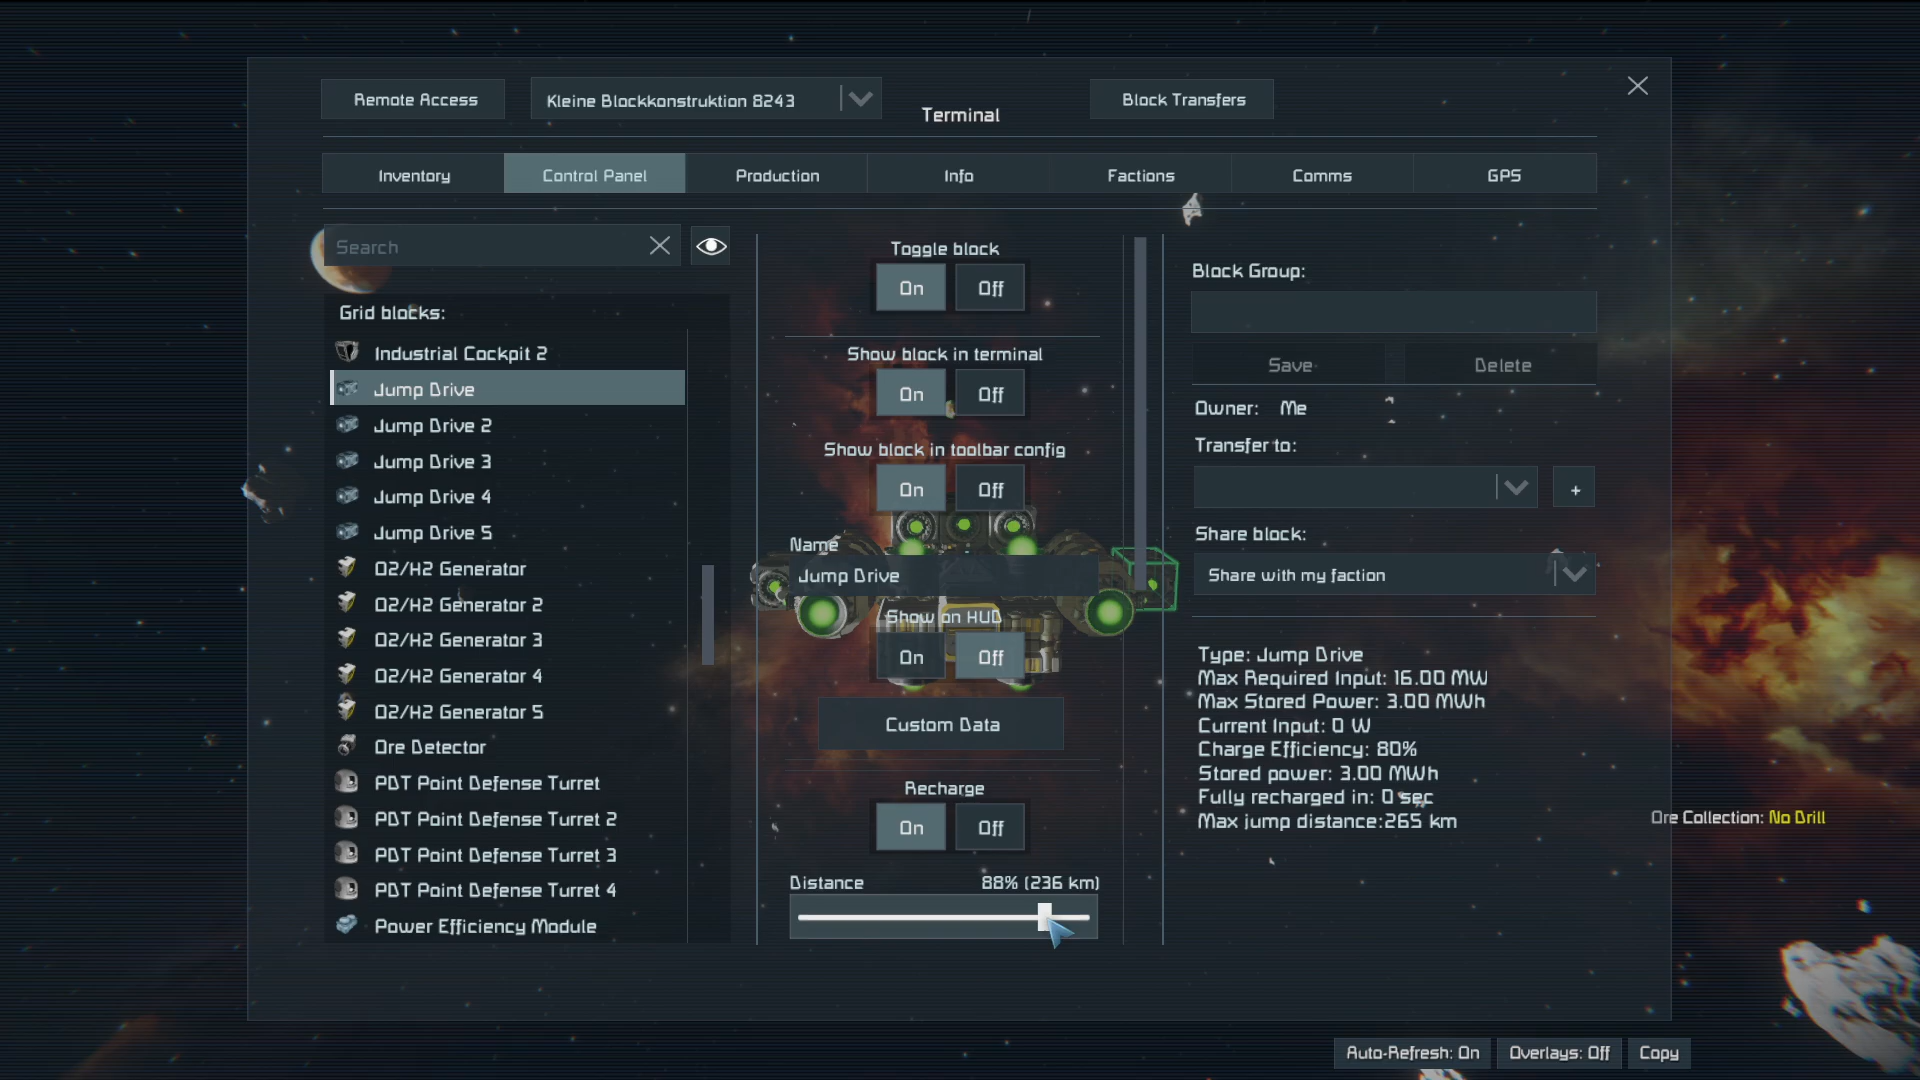 Remote Access
Kleine Blockkonstruktion 8243
Terminal
Block Transfers
Inventory
Control Panel
Production
Info
Factions
Comms
GPS
Search
Grid blocks:
Industrial Cockpit 2
Jump Drive
Jump Drive 2
Jump Drive 3
Jump Drive 4
Jump Drive 5
O2/H2 Generator
O2/H2 Generator 2
O2/H2 Generator 3
O2/H2 Generator 4
O2/H2 Generator 5
Ore Detector
PDT Point Defense Turret
PDT Point Defense Turret 2
PDT Point Defense Turret 3
PDT Point Defense Turret 4
Power Efficiency Module
Toggle block
On Off
Show block in terminal
On Off
Show block in toolbar config
On Off
Name
Jump Drive
Show on HUD
On Off
Custom Data
Recharge
On Off
Distance 88% (236 km)
Block Group:
Save Delete
Owner: Me
Transfer to:
+
Share block:
Share with my faction
Type: Jump Drive
Max Required Input: 16.00 MW
Max Stored Power: 3.00 MWh
Current Input: 0 W
Charge Efficiency: 80%
Stored power: 3.00 MWh
Fully recharged in: 0 sec
Max jump distance:265 km
Ore Collection: No Drill
Auto-Refresh: On
Overlays: Off
Copy